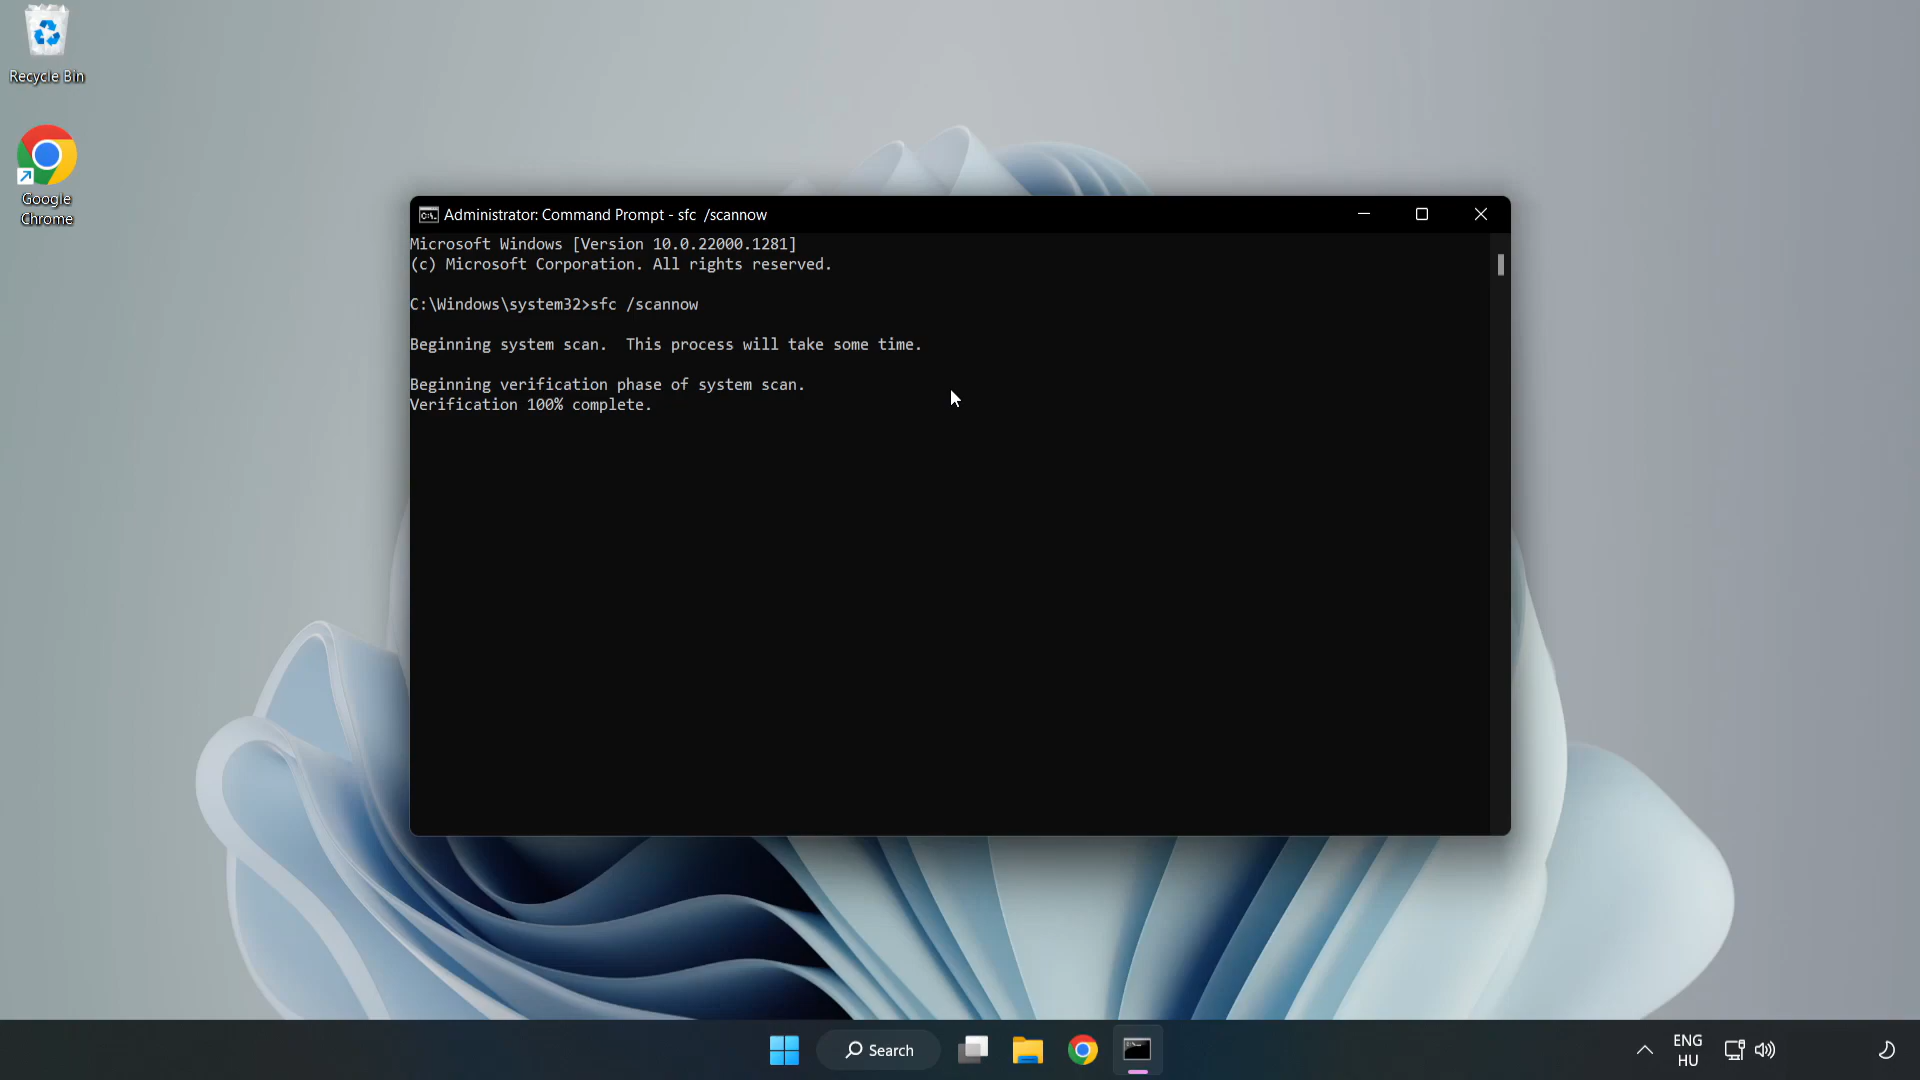 Recycle Bin
Google
Chrome
Administrator: Command Prompt - sfc  /scannow
Microsoft Windows [Version 10.0.22000.1281]
(c) Microsoft Corporation. All rights reserved.
C:\Windows\system32>sfc /scannow
Beginning system scan.  This process will take some time.
Beginning verification phase of system scan.
Verification 100% complete.
Search
ENG
HU